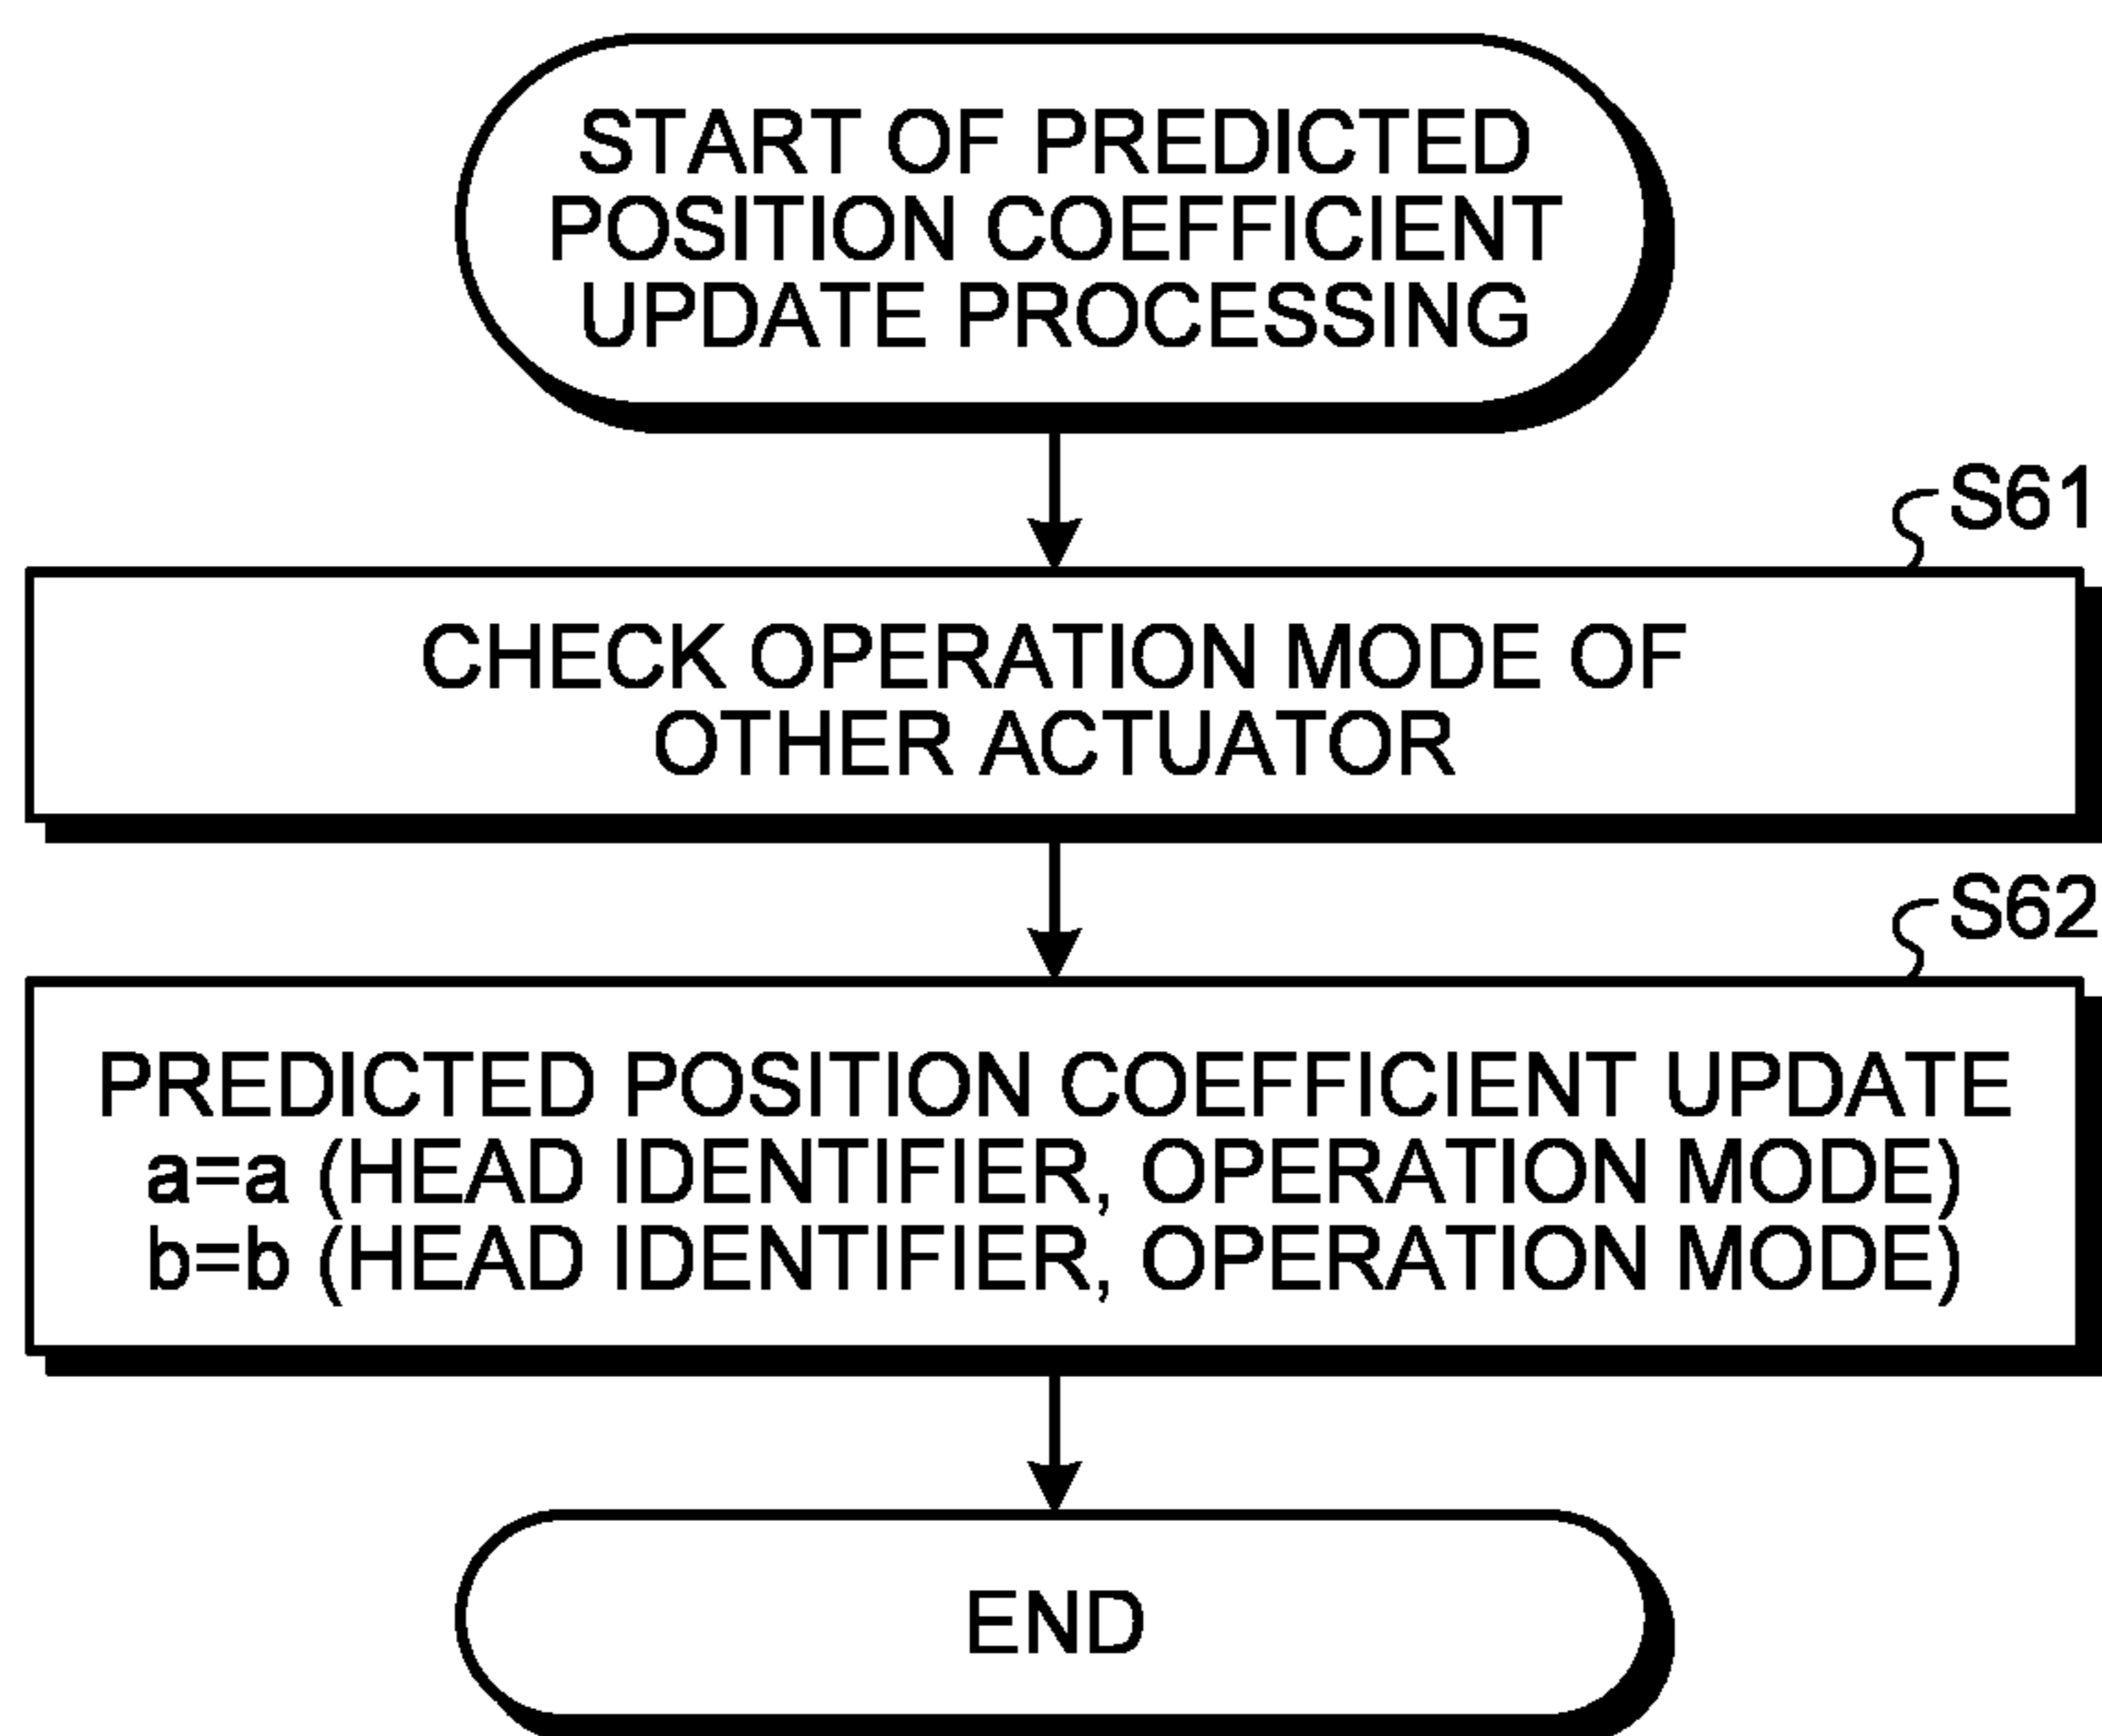 START OF PREDICTED
POSITION COEFFICIENT
UPDATE PROCESSING
S61
CHECK OPERATION MODE OF
OTHER ACTUATOR
S62
PREDICTED POSITION COEFFICIENT UPDATE
a=a (HEAD IDENTIFIER, OPERATION MODE)
b=b (HEAD IDENTIFIER, OPERATION MODE)
END